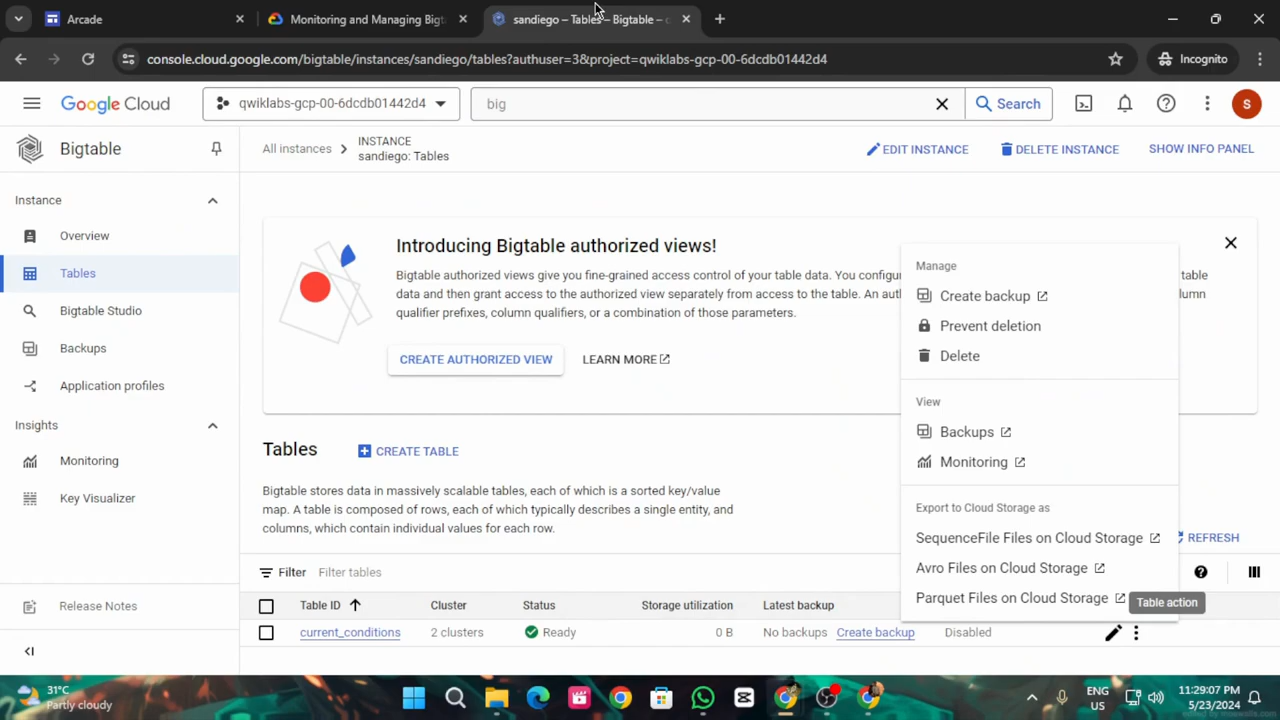 Arcade
Monitoring and Managing Bigt
sandiego – Tables – Bigtable –
console.cloud.google.com/bigtable/instances/sandiego/tables?authuser=3&project=qwiklabs-gcp-00-6dcdb01442d4
Incognito
Google Cloud
qwiklabs-gcp-00-6dcdb01442d4
big
Search
S
Bigtable
All instances
INSTANCE
sandiego: Tables
EDIT INSTANCE
DELETE INSTANCE
SHOW INFO PANEL
Instance
Overview
Tables
Bigtable Studio
Backups
Application profiles
Insights
Monitoring
Key Visualizer
Release Notes
Introducing Bigtable authorized views!
Bigtable authorized views give you fine-grained access control of your table data. You configu
table
data and then grant access to the authorized view separately from access to the table. An aut
column
qualifier prefixes, column qualifiers, or a combination of those parameters.
CREATE AUTHORIZED VIEW
LEARN MORE
Manage
Create backup
Prevent deletion
Delete
View
Backups
Monitoring
Export to Cloud Storage as
SequenceFile Files on Cloud Storage
Avro Files on Cloud Storage
Parquet Files on Cloud Storage
Table action
Tables
CREATE TABLE
Bigtable stores data in massively scalable tables, each of which is a sorted key/value
map. A table is composed of rows, each of which typically describes a single entity, and
columns, which contain individual values for each row.
REFRESH
Filter Filter tables
Table ID Cluster Status Storage utilization Latest backup
current_conditions 2 clusters Ready 0 B No backups Create backup Disabled
31°C
Partly cloudy
ENG
US
11:29:07 PM
5/23/2024